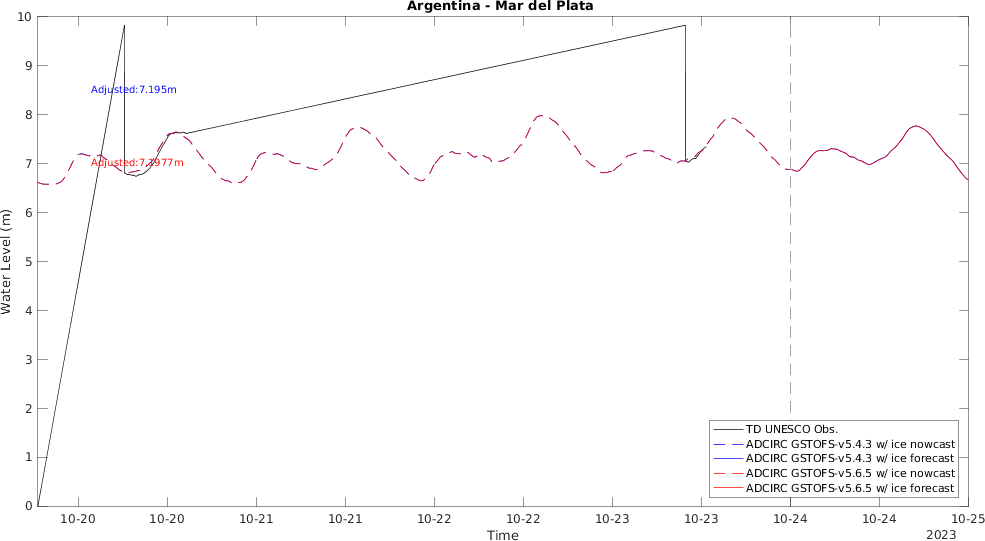 Argentina - Mar del Plata
10
9
8
7
6
5
4
3
2
1
0
Water Level (m)
Adjusted:7.195m
Adjusted:7.1977m
TD UNESCO Obs.
ADCIRC GSTOFS-v5.4.3 w/ ice nowcast
ADCIRC GSTOFS-v5.4.3 w/ ice forecast
ADCIRC GSTOFS-v5.6.5 w/ ice nowcast
ADCIRC GSTOFS-v5.6.5 w/ ice forecast
10-20 10-20 10-21 10-21 10-22 10-22 10-23 10-23 10-24 10-24 10-25
Time
2023